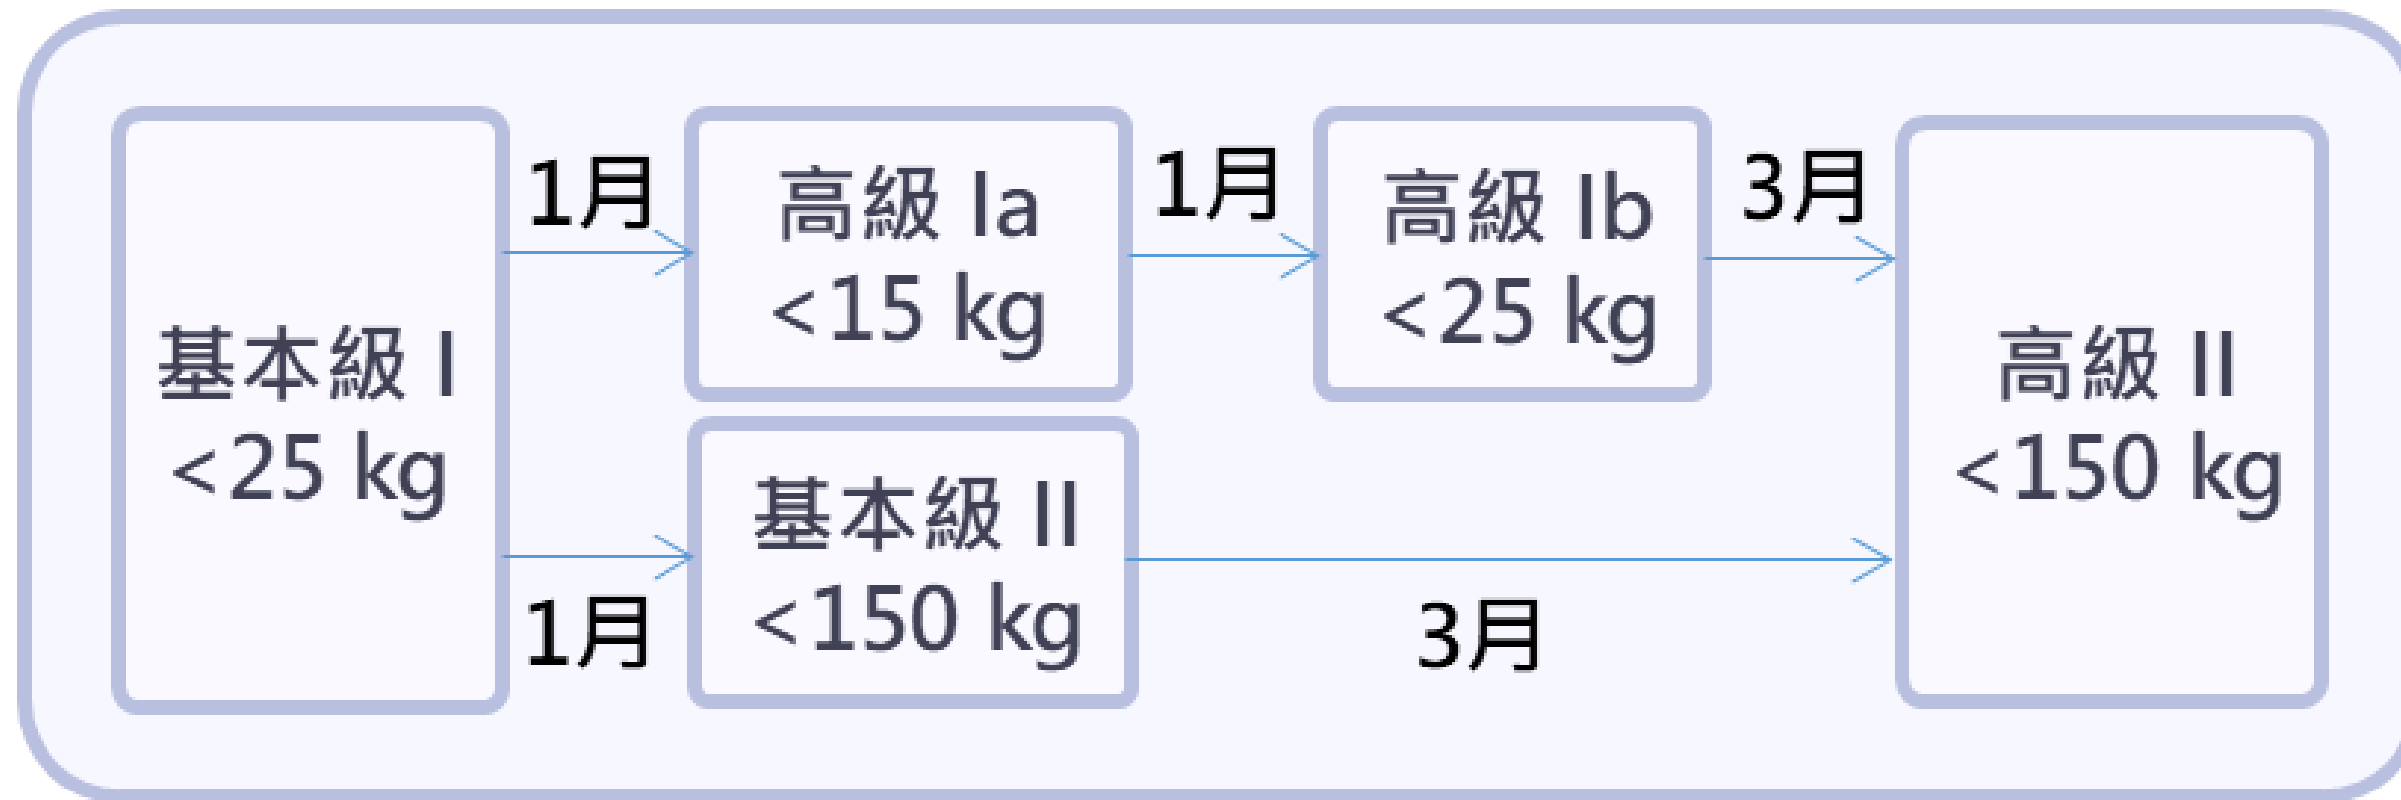 基本級 I
<25 kg
1月
高級 Ia
<15 kg
1月
高級 Ib
<25 kg
3月
高級 II
<150 kg
1月
基本級 II
<150 kg
3月